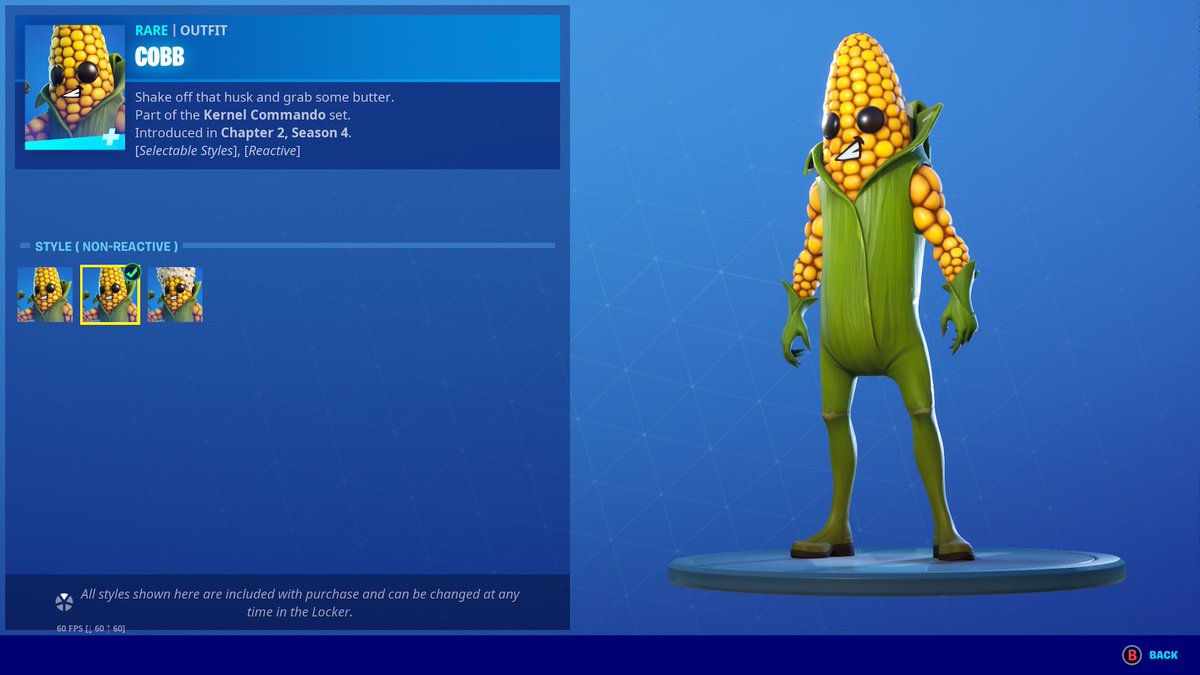 RARE | OUTFIT
COBB
Shake off that husk and grab some butter.
Part of the Kernel Commando set.
Introduced in Chapter 2, Season 4.
[Selectable Styles], [Reactive]
STYLE ( NON-REACTIVE )
All styles shown here are included with purchase and can be changed at any
time in the Locker.
60 FPS [↓ 60 ↑ 60]
B BACK